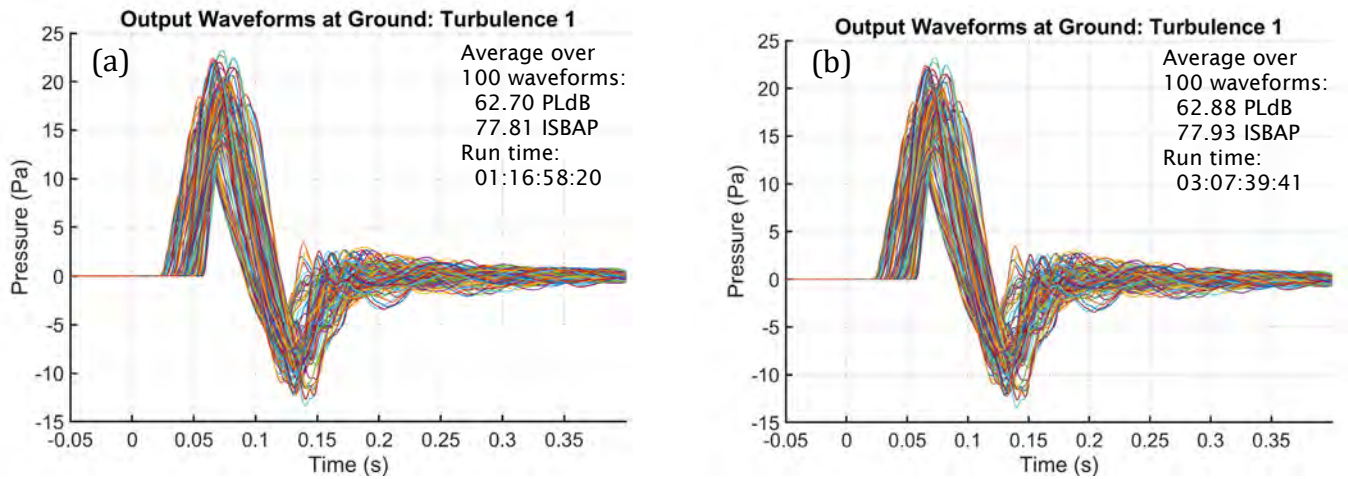 Output Waveforms at Ground: Turbulence 1
(a)
Average over
100 waveforms:
62.70 PLdB
77.81 ISBAP
Run time:
01:16:58:20
Pressure (Pa)
25
20
15
10
5
0
-5
-10
-15
-0.05 0 0.05 0.1 0.15 0.2 0.25 0.3 0.35
Time (s)
Output Waveforms at Ground: Turbulence 1
(b)
Average over
100 waveforms:
62.88 PLdB
77.93 ISBAP
Run time:
03:07:39:41
Pressure (Pa)
25
20
15
10
5
0
-5
-10
-15
-0.05 0 0.05 0.1 0.15 0.2 0.25 0.3 0.35
Time (s)